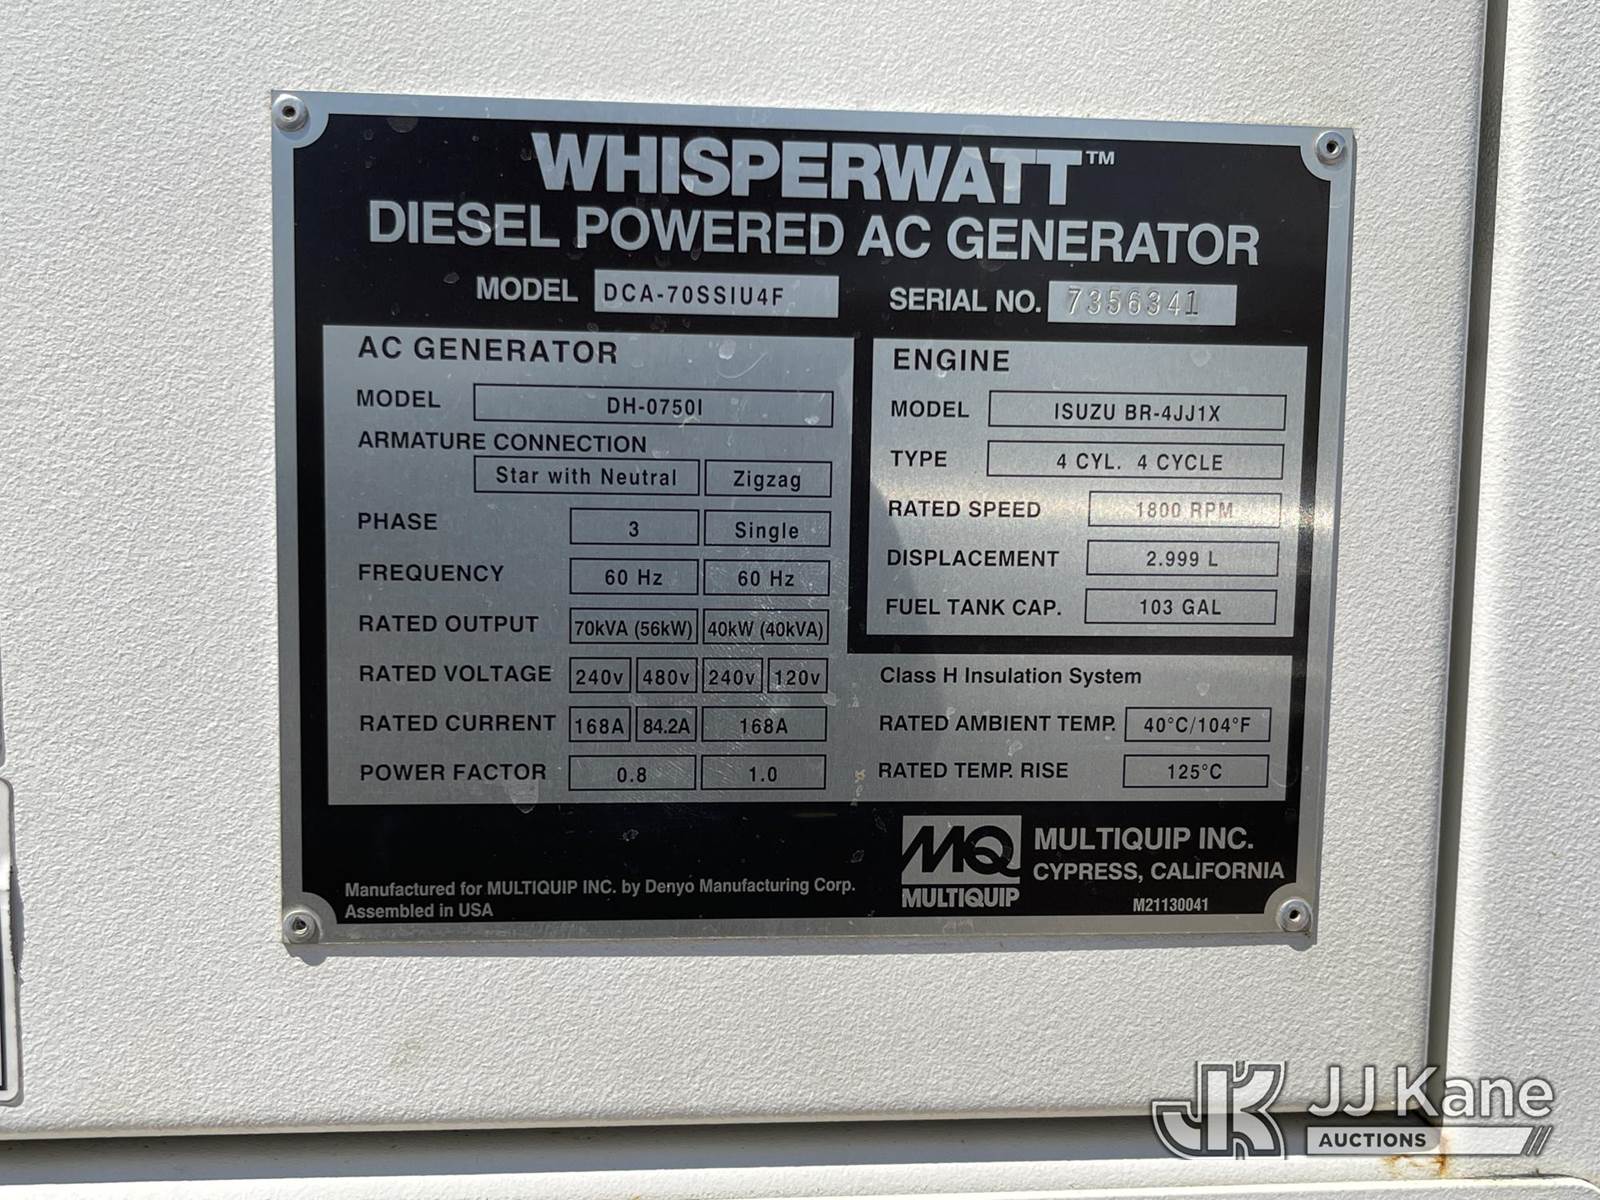 WHISPERWATT™
DIESEL POWERED AC GENERATOR
MODEL DCA-70SSIU4F
SERIAL NO. 7356341
AC GENERATOR
MODEL DH-0750I
ARMATURE CONNECTION
Star with Neutral Zigzag
PHASE 3 Single
FREQUENCY 60 Hz 60 Hz
RATED OUTPUT 70kVA (56kW) 40kW (40kVA)
RATED VOLTAGE 240v 480v 240v 120v
RATED CURRENT 168A 84.2A 168A
POWER FACTOR 0.8 1.0
ENGINE
MODEL ISUZU BR-4JJ1X
TYPE 4 CYL. 4 CYCLE
RATED SPEED 1800 RPM
DISPLACEMENT 2.999 L
FUEL TANK CAP. 103 GAL
Class H Insulation System
RATED AMBIENT TEMP. 40°C/104°F
RATED TEMP. RISE 125°C
Manufactured for MULTIQUIP INC. by Denyo Manufacturing Corp.
Assembled in USA
MQ
MULTIQUIP
MULTIQUIP INC.
CYPRESS, CALIFORNIA
M21130041
JK JJ Kane
AUCTIONS